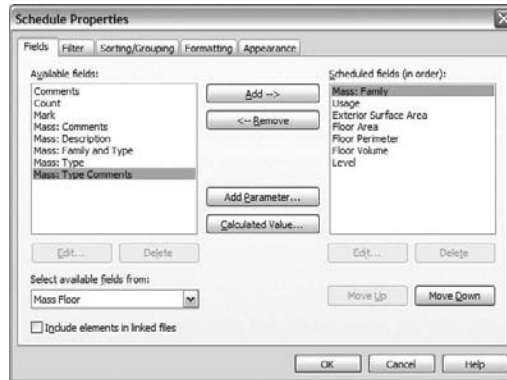 Schedule Properties
Fields Filter Sorting/Grouping Formatting Appearance
Available fields:
Comments
Count
Mark
Mass: Comments
Mass: Description
Mass: Family and Type
Mass: Type
Mass: Type Comments
Add -->
<-- Remove
Add Parameter...
Calculated Value...
Scheduled fields (in order):
Mass: Family
Usage
Exterior Surface Area
Floor Area
Floor Perimeter
Floor Volume
Level
Edit... Delete
Edit... Delete
Select available fields from:
Mass Floor
Move Up Move Down
Include elements in linked files
OK Cancel Help